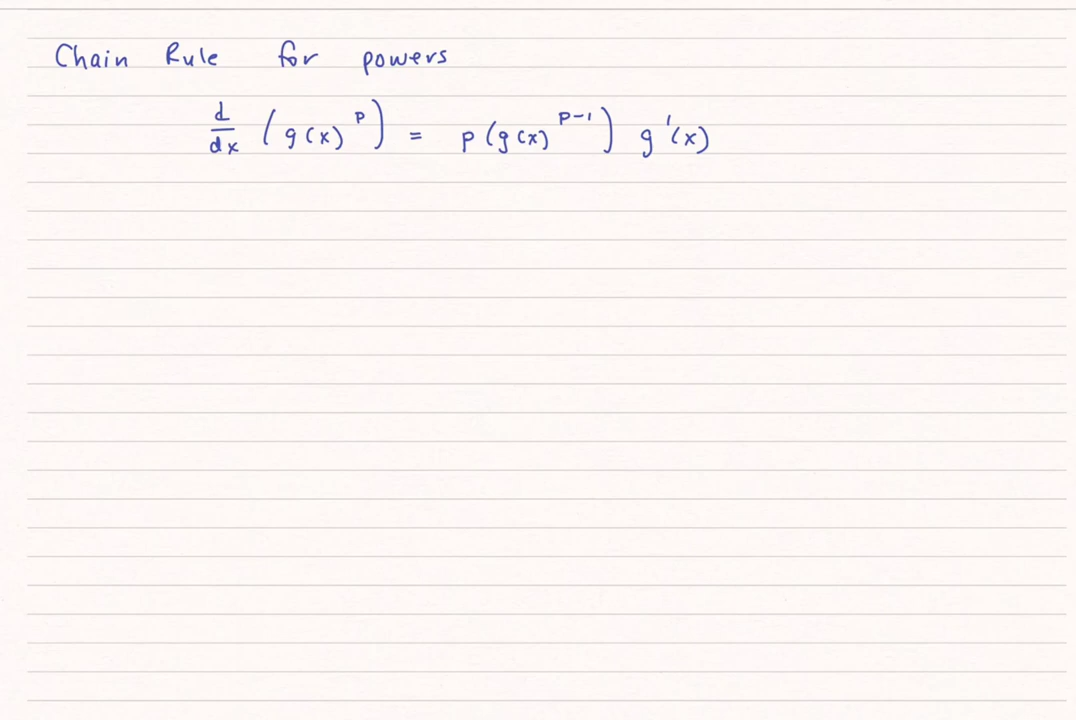 Chain Rule for powers
d/dx (g(x)^p) = p(g(x)^{p-1}) g'(x)